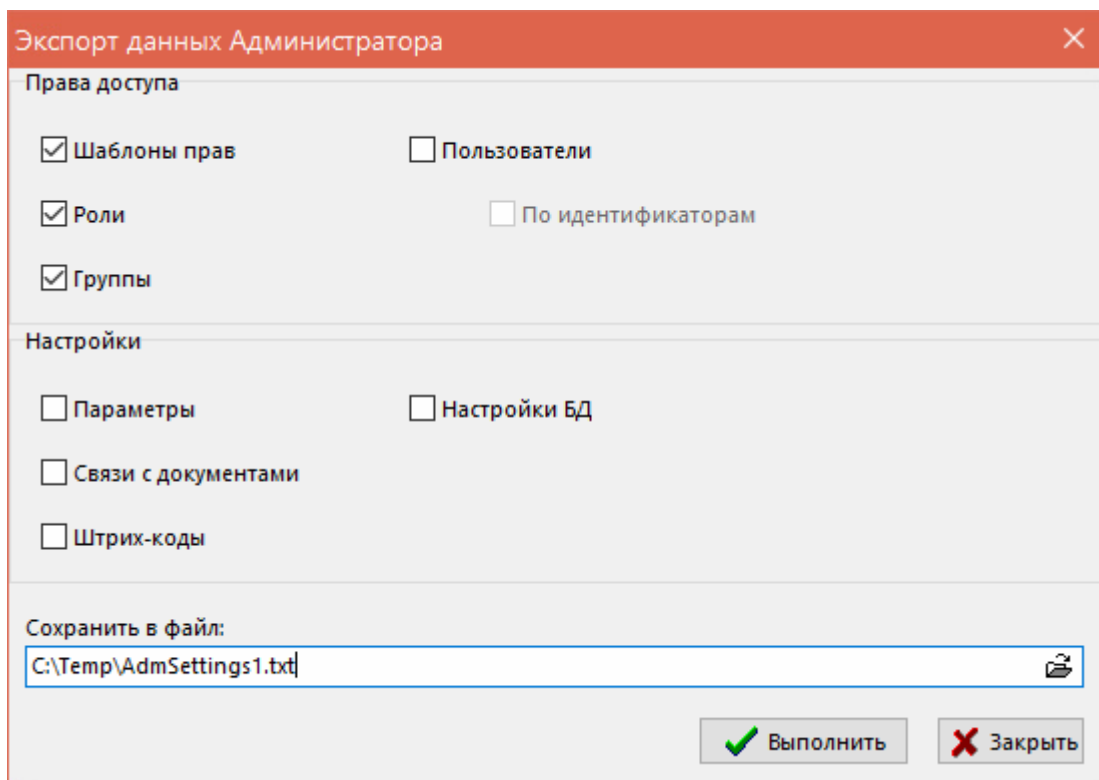 Экспорт данных Администратора
Права доступа
Шаблоны прав
Пользователи
Роли
По идентификаторам
Группы
Настройки
Параметры
Настройки БД
Связи с документами
Штрих-коды
Сохранить в файл:
C:\Temp\AdmSettings1.txt
Выполнить
Закрыть